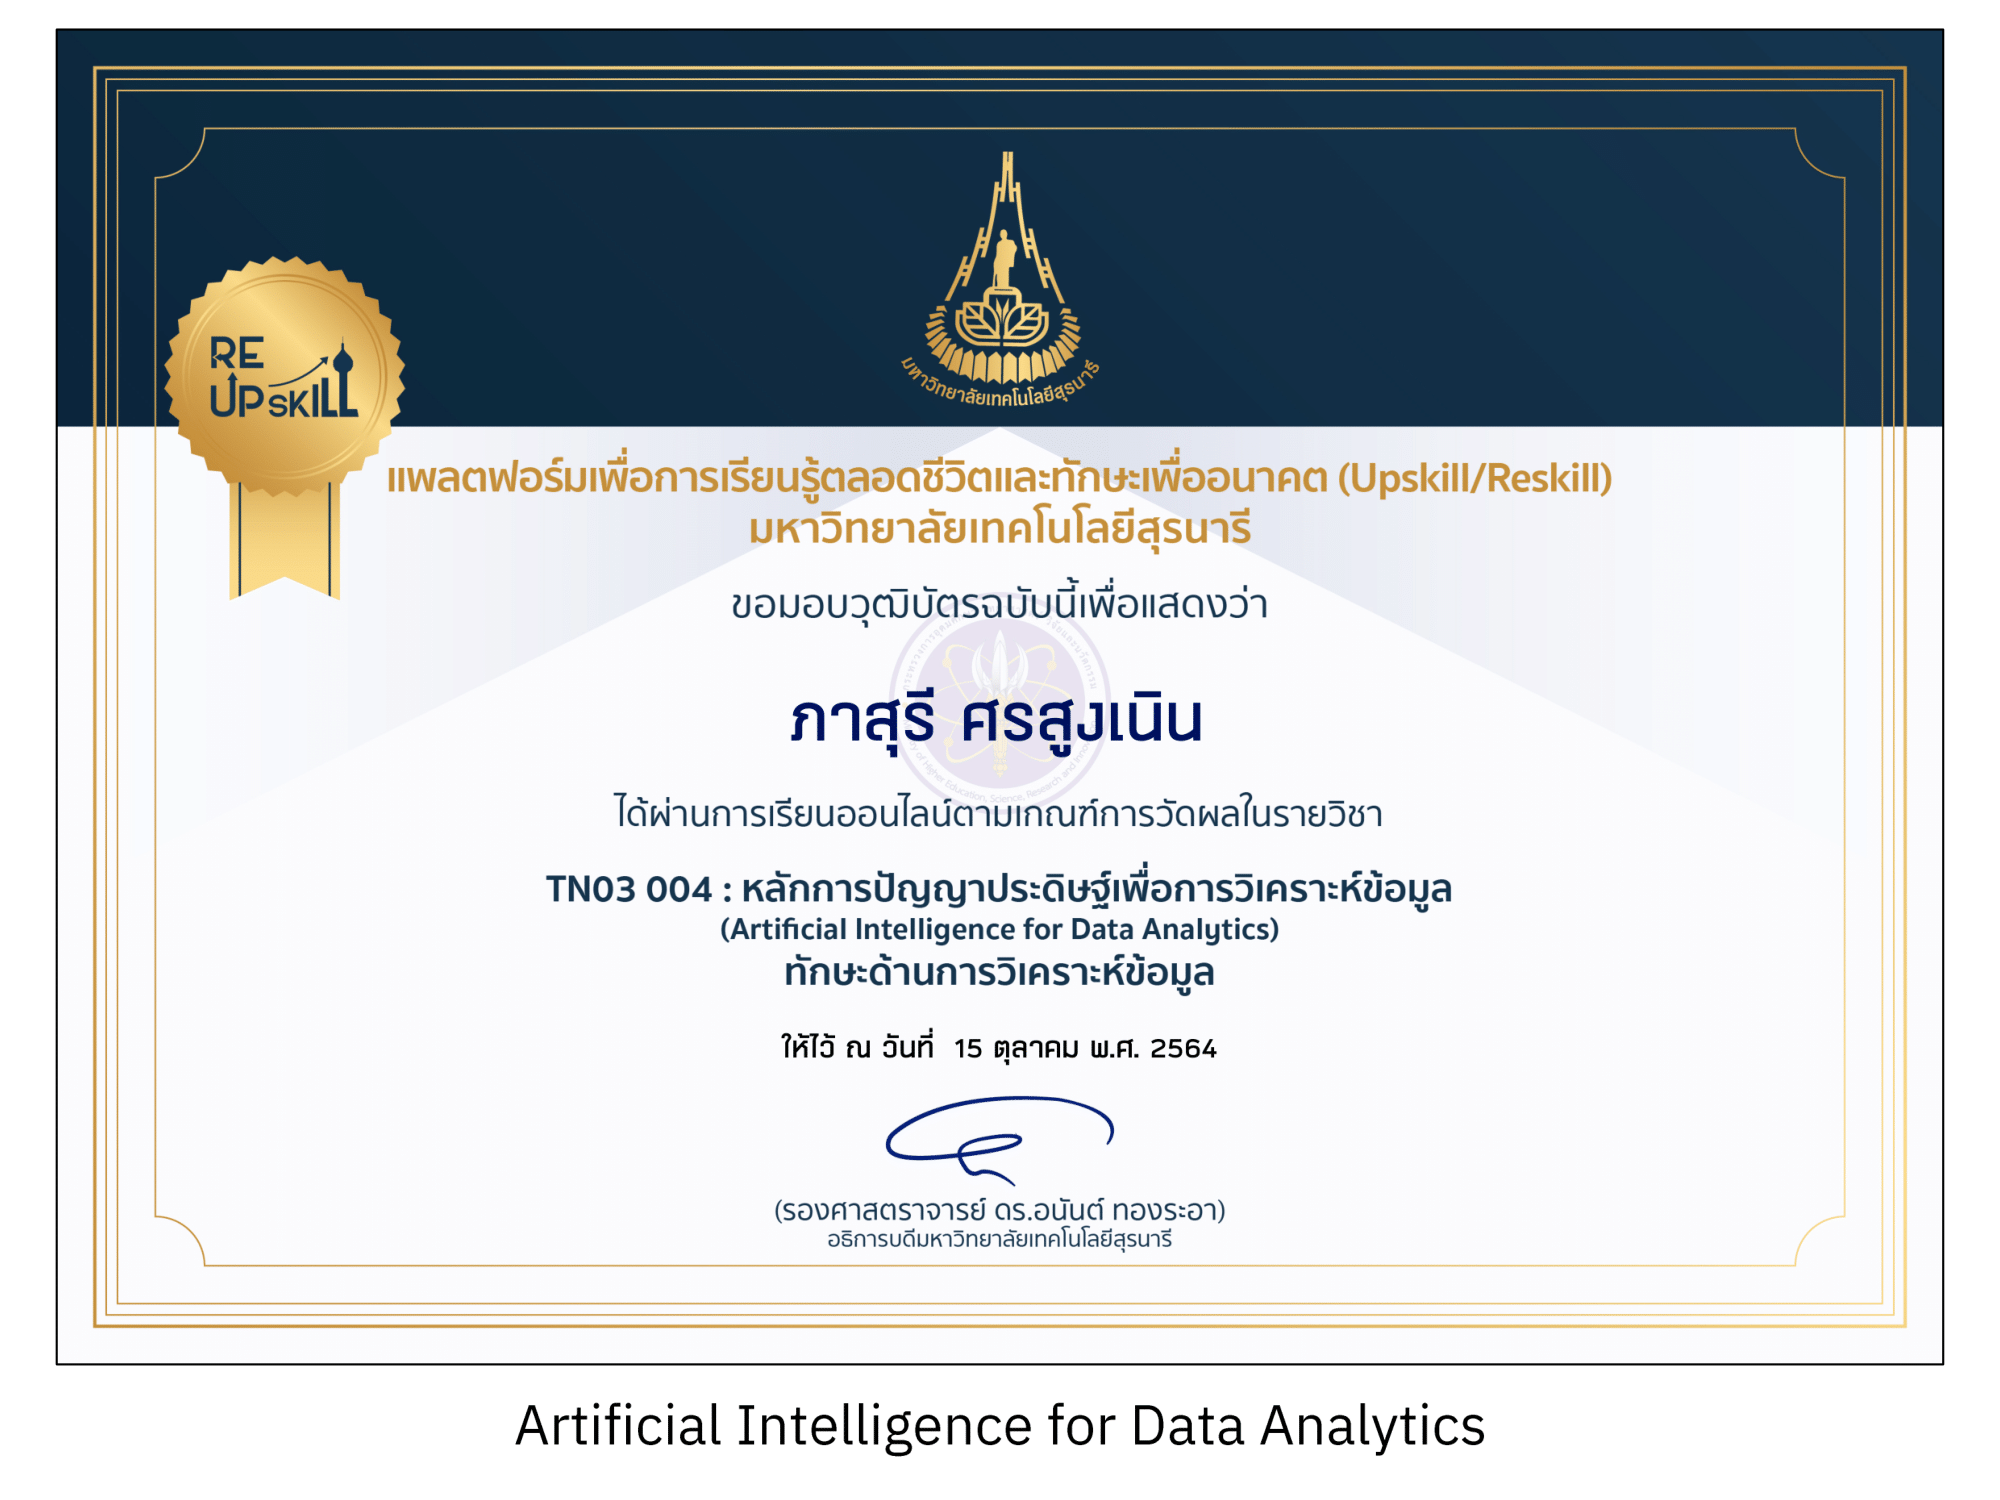 มหาวิทยาลัยเทคโนโลยีสุรนารี
RE
UPSKILL
แพลตฟอร์มเพื่อการเรียนรู้ตลอดชีวิตและทักษะเพื่ออนาคต (Upskill/Reskill)
มหาวิทยาลัยเทคโนโลยีสุรนารี
ขอมอบวุฒิบัตรฉบับนี้เพื่อแสดงว่า
ภาสุรี ศรสูงเนิน
ได้ผ่านการเรียนออนไลน์ตามเกณฑ์การวัดผลในรายวิชา
TN03 004 : หลักการปัญญาประดิษฐ์เพื่อการวิเคราะห์ข้อมูล
(Artificial Intelligence for Data Analytics)
ทักษะด้านการวิเคราะห์ข้อมูล
ให้ไว้ ณ วันที่ 15 ตุลาคม พ.ศ. 2564
(รองศาสตราจารย์ ดร.อนันต์ ทองระอา)
อธิการบดีมหาวิทยาลัยเทคโนโลยีสุรนารี
Artificial Intelligence for Data Analytics